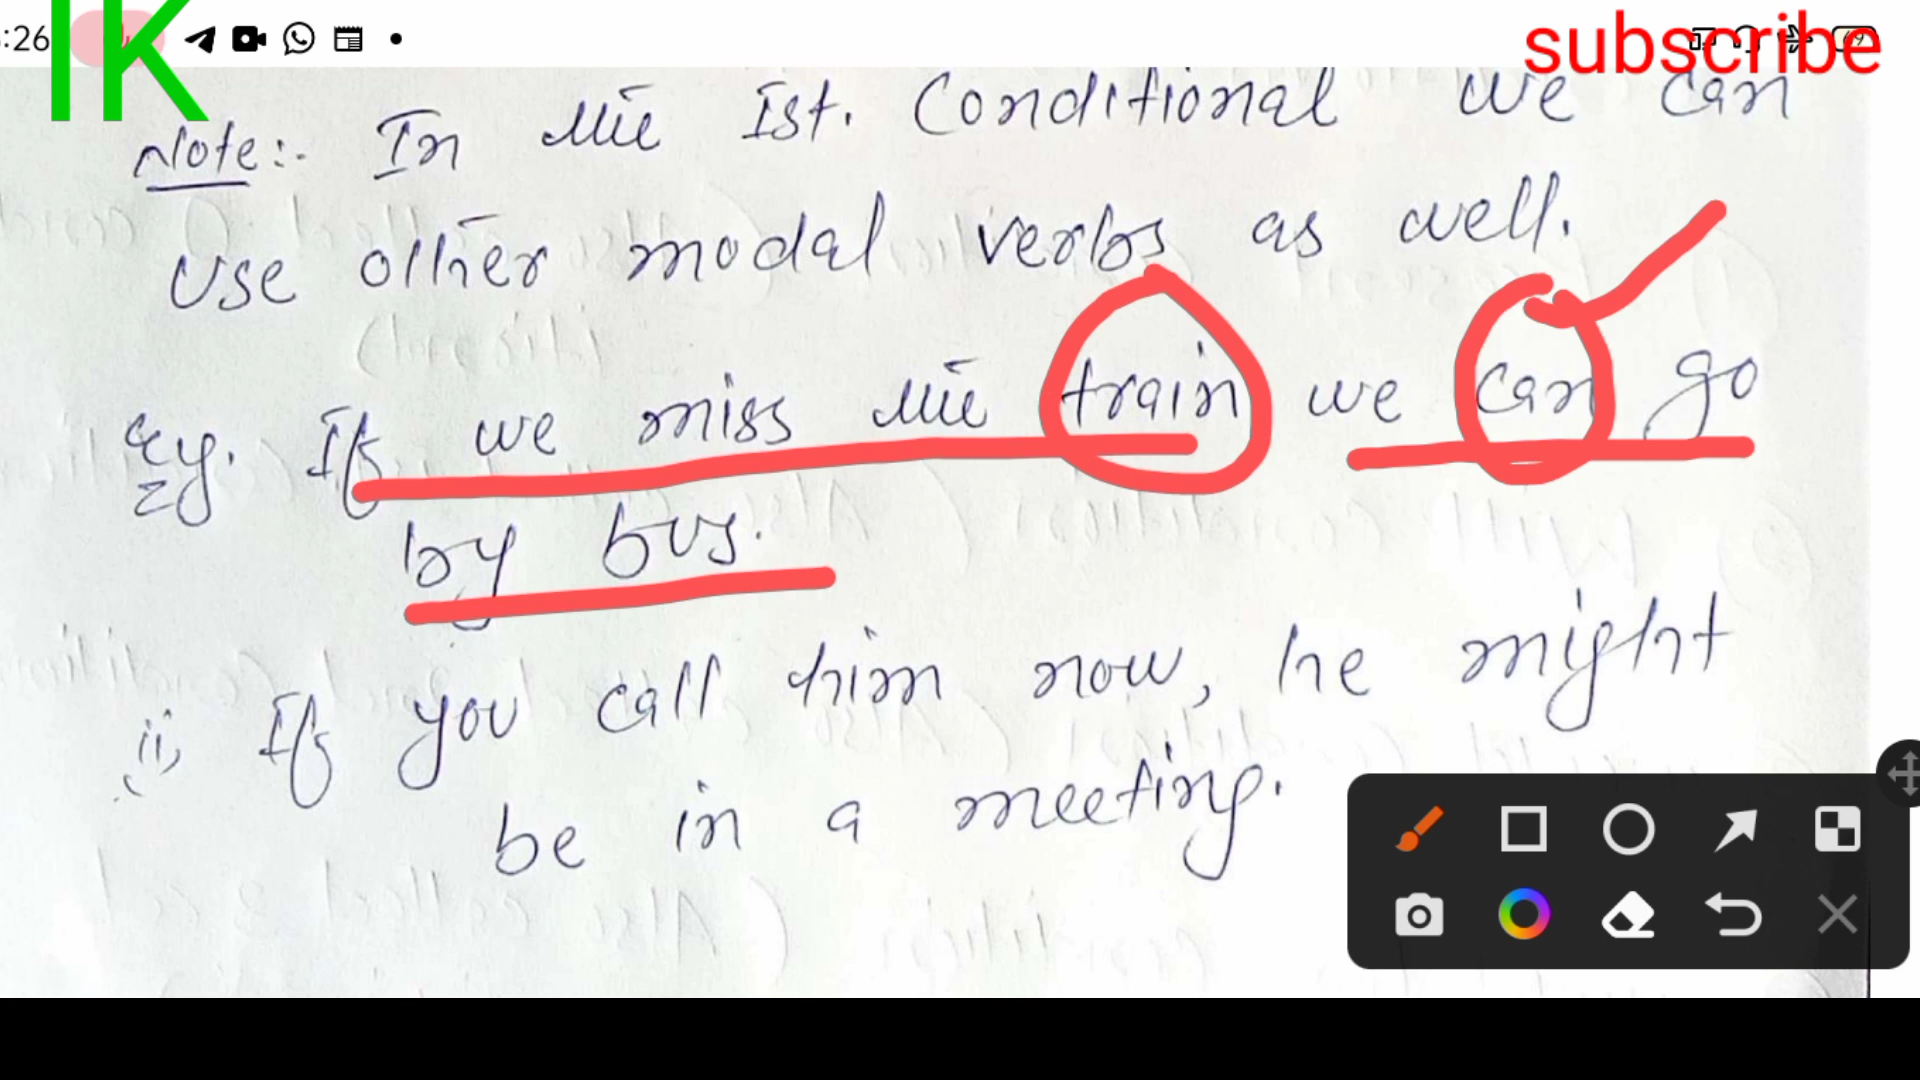 :26
IK
subscribe
Note:- In the Ist. Conditional we can
Use other modal verbs as well.
Eg. If we miss the train we can go
by bus.
ii) If you call him now, he might
be in a meeting.